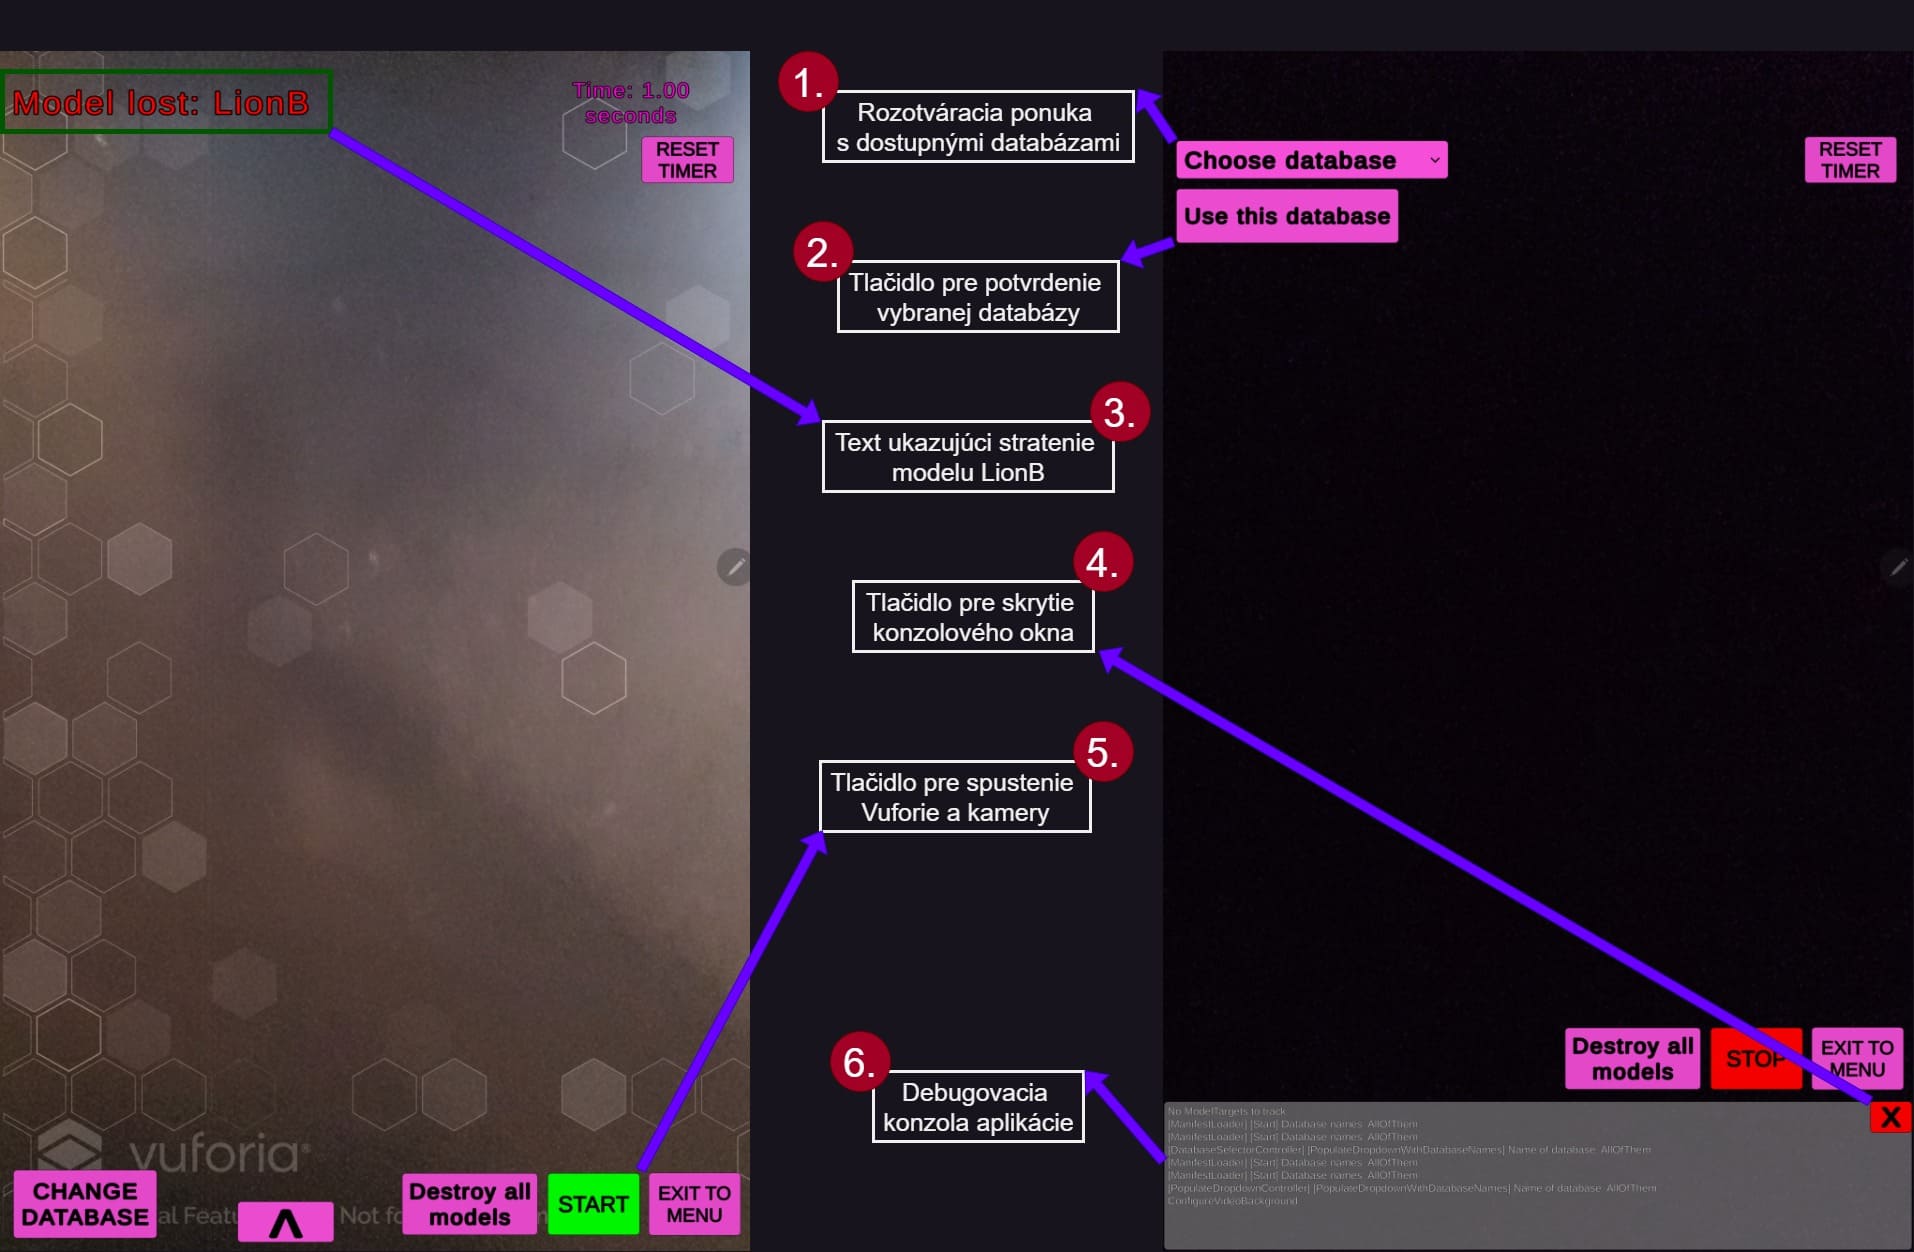 Model lost: LionB
Time: 1.00
seconds
RESET
TIMER
vuforia®
CHANGE
DATABASE
al Featu
Not fo
Λ
Destroy all
models
START
EXIT TO
MENU
1.
Rozotváracia ponuka
s dostupnými databázami
2.
Tlačidlo pre potvrdenie
vybranej databázy
3.
Text ukazujúci stratenie
modelu LionB
4.
Tlačidlo pre skrytie
konzolového okna
5.
Tlačidlo pre spustenie
Vuforie a kamery
6.
Debugovacia
konzola aplikácie
Choose database
Use this database
RESET
TIMER
Destroy all
models
STOP
EXIT TO
MENU
X
No ModelTargets to track
[ManifestLoader] [Start] Database names: AllOfThem
[ManifestLoader] [Start] Database names: AllOfThem
[DatabaseSelectorController] [PopulateDropdownWithDatabaseNames] Name of database: AllOfThem
[ManifestLoader] [Start] Database names: AllOfThem
[ManifestLoader] [Start] Database names: AllOfThem
[PopulateDropdownController] [PopulateDropdownWithDatabaseNames] Name of database: AllOfThem
ConfigureVideoBackground